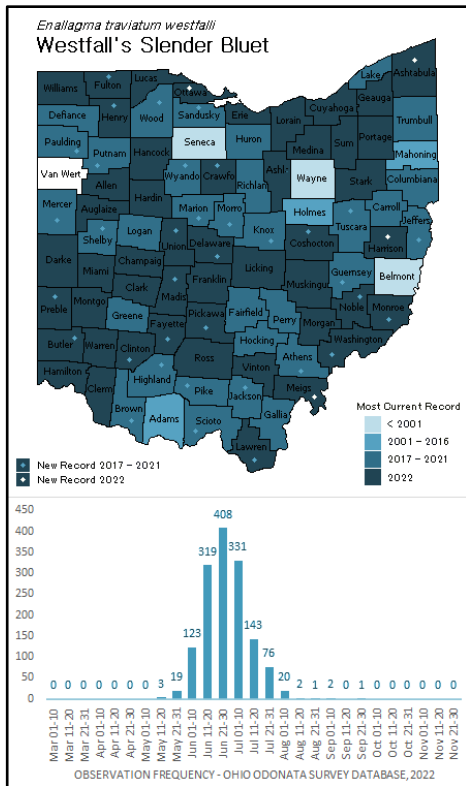 Enallagma traviatum westfalli
Westfall's Slender Bluet
Williams Fulton Lucas Ottawa Lake Ashtabula
Defiance Henry Wood Sandusky Erie Lorain Cuyahoga Geauga Trumbull
Paulding Putnam Hancock Seneca Huron Medina Sum Portage Mahoning
Van Wert Allen Wyando Crawfo Richlan Ashl Wayne Stark Columbiana
Mercer Auglaize Hardin Marion Morro Holmes Carroll Jeffers
Shelby Logan Union Delaware Knox Coshocton Tuscara Harrison
Darke Miami Champaig Licking Guernsey Belmont
Clark Franklin Muskingu
Preble Montgo Greene Madis Pickawa Fairfield Perry Morgan Noble Monroe
Butler Warren Clinton Fayette Ross Hocking Athens Washington
Hamilton Clerm Highland Vinton Meigs
Brown Adams Pike Jackson Gallia
Scioto Lawren
Most Current Record
< 2001
2001 - 2016
2017 - 2021
2022
New Record 2017 - 2021
New Record 2022
450
400
350
300
250
200
150
100
50
0
0 0 0 0 0 0 0 3 19 123 319 408 331 143 76 20 2 1 2 0 1 0 0 0 0 0 0
Mar 01-10
Mar 11-20
Mar 21-31
Apr 01-10
Apr 11-20
Apr 21-30
May 01-10
May 11-20
May 21-31
Jun 01-10
Jun 11-20
Jun 21-30
Jul 01-10
Jul 11-20
Jul 21-31
Aug 01-10
Aug 11-20
Aug 21-31
Sep 01-10
Sep 11-20
Sep 21-30
Oct 01-10
Oct 11-20
Oct 21-31
Nov 01-10
Nov 11-20
Nov 21-30
OBSERVATION FREQUENCY - OHIO ODONATA SURVEY DATABASE, 2022